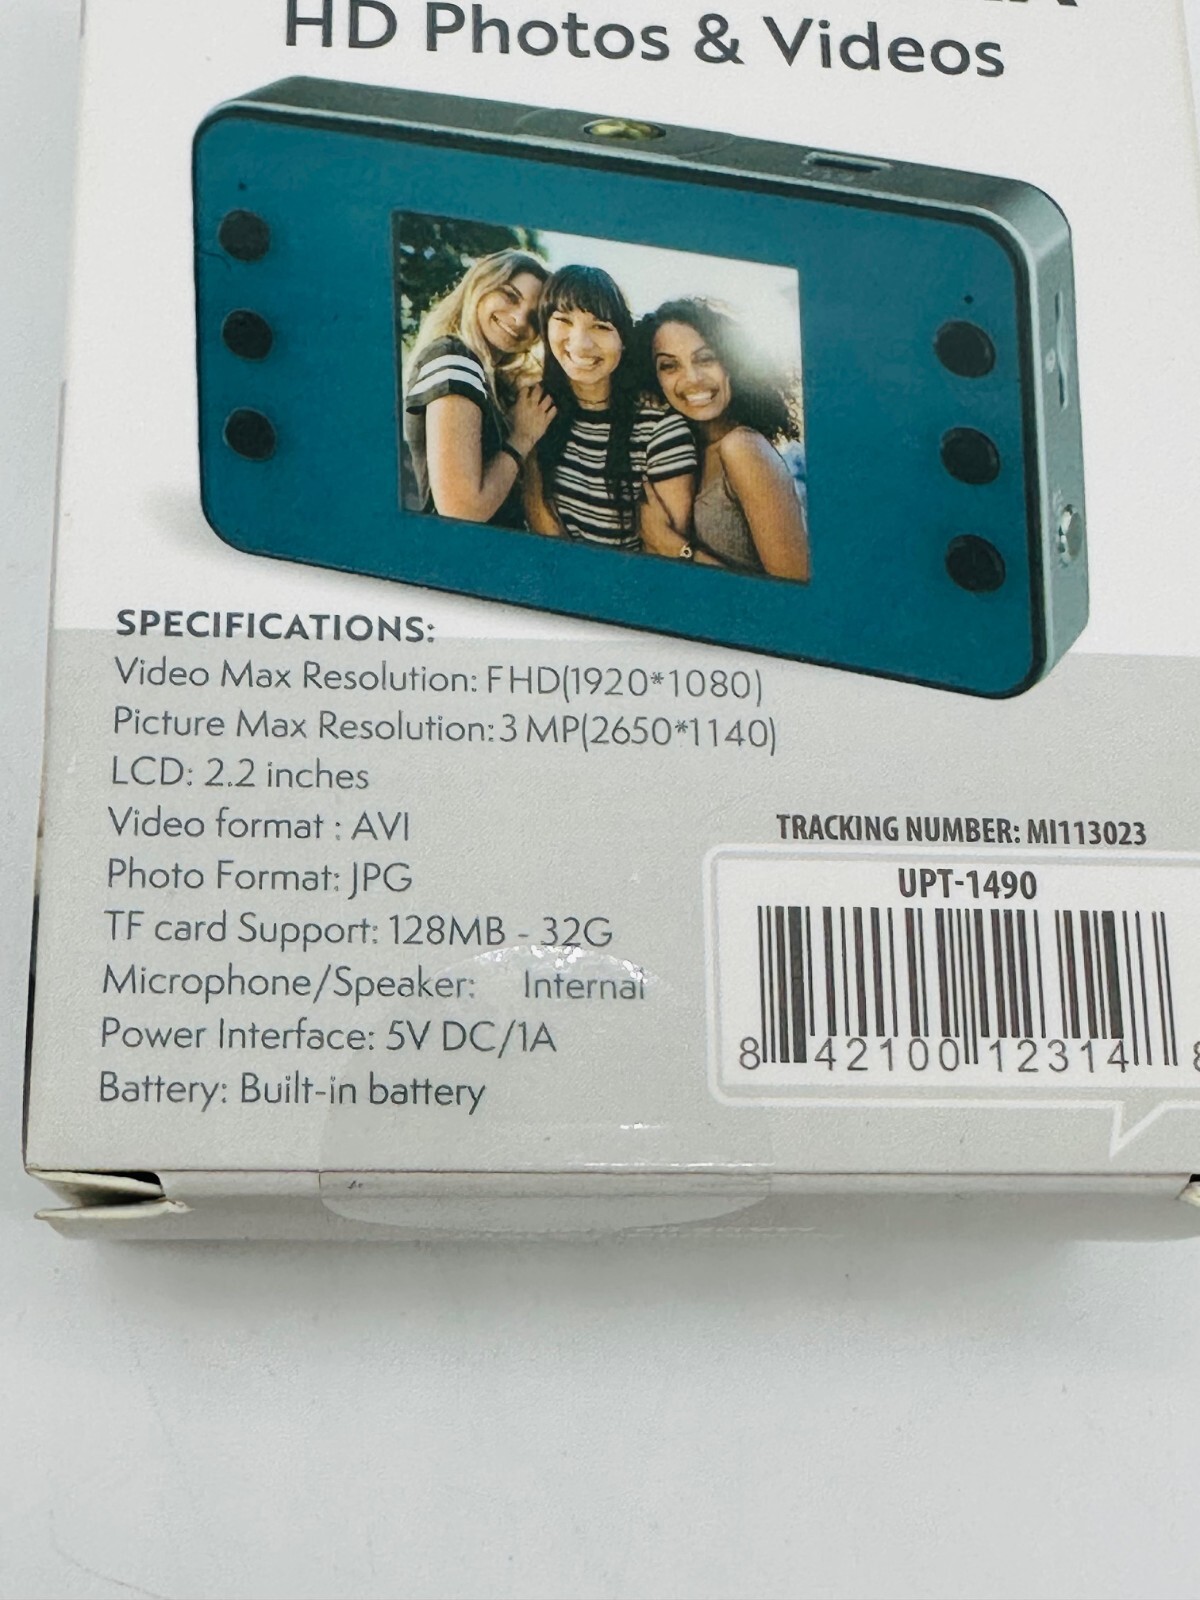 HD Photos & Videos
SPECIFICATIONS:
Video Max Resolution: FHD(1920*1080)
Picture Max Resolution:3 MP(2650*1140)
LCD: 2.2 inches
Video format : AVI
Photo Format: JPG
TF card Support: 128MB - 32G
Microphone/Speaker: Internal
Power Interface: 5V DC/1A
Battery: Built-in battery
TRACKING NUMBER: MI113023
UPT-1490
8 42100 12314 8